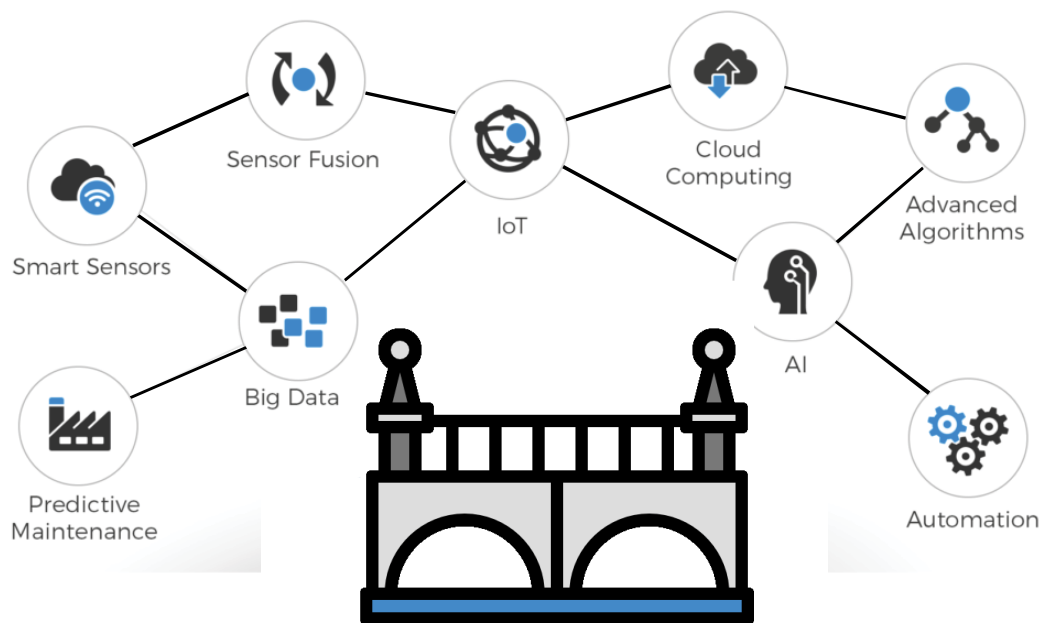 Sensor Fusion
Cloud
Computing
IoT
Advanced
Algorithms
Smart Sensors
AI
Big Data
Predictive
Maintenance
Automation